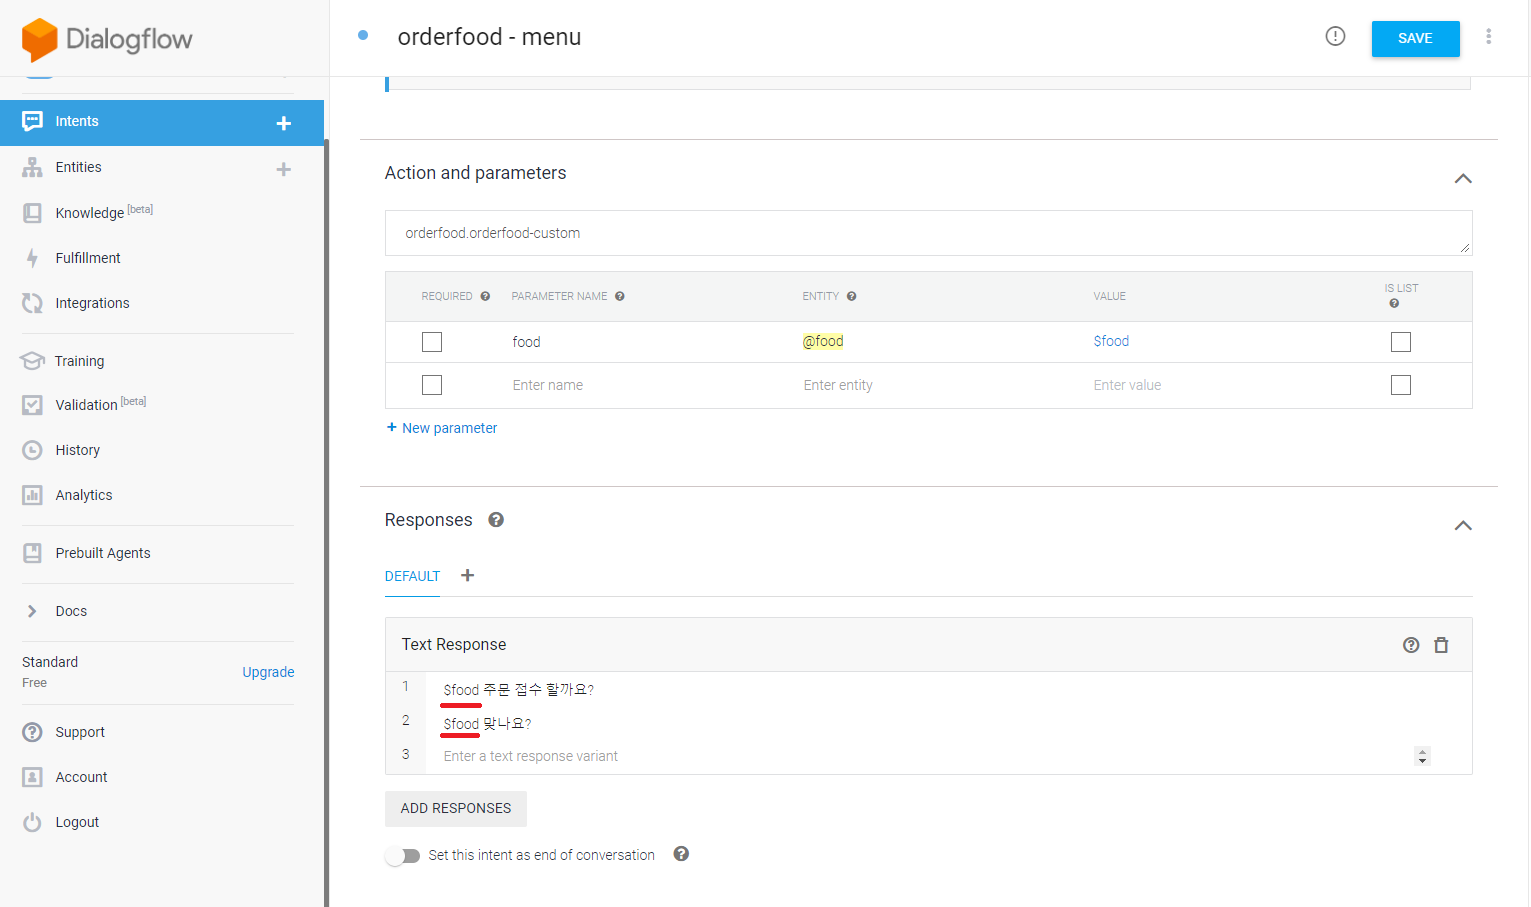 Dialogflow
orderfood - menu
SAVE
Intents
Entities
Knowledge [beta]
Fulfillment
Integrations
Training
Validation [beta]
History
Analytics
Prebuilt Agents
Docs
Standard
Free
Upgrade
Support
Account
Logout
Action and parameters
orderfood.orderfood-custom
REQUIRED PARAMETER NAME ENTITY VALUE IS LIST
food @food $food
Enter name Enter entity Enter value
+ New parameter
Responses
DEFAULT +
Text Response
1 $food 주문 접수 할까요?
2 $food 맞나요?
3 Enter a text response variant
ADD RESPONSES
Set this intent as end of conversation